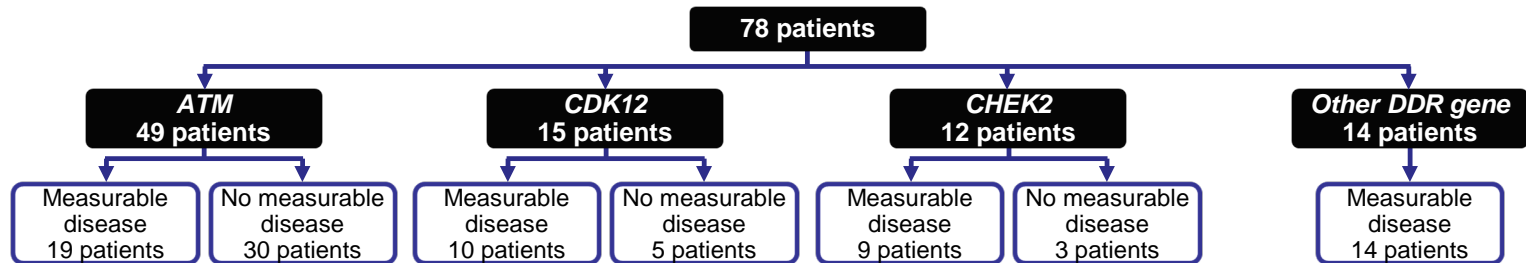 78 patients
ATM
49 patients
CDK12
15 patients
CHEK2
12 patients
Other DDR gene
14 patients
Measurable
disease
19 patients
No measurable
disease
30 patients
Measurable
disease
10 patients
No measurable
disease
5 patients
Measurable
disease
9 patients
No measurable
disease
3 patients
Measurable
disease
14 patients